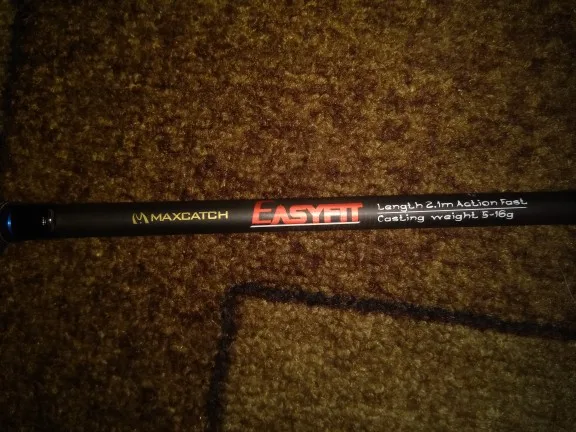 MAXCATCH
EASYFIT
Length 2.1m Action Fast
Casting weight 5-16g